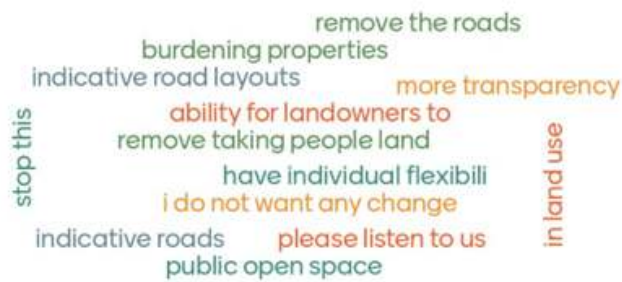 remove the roads
burdening properties
indicative road layouts
more transparency
ability for landowners to
remove taking people land
stop this
in land use
have individual flexibili
i do not want any change
indicative roads
please listen to us
public open space